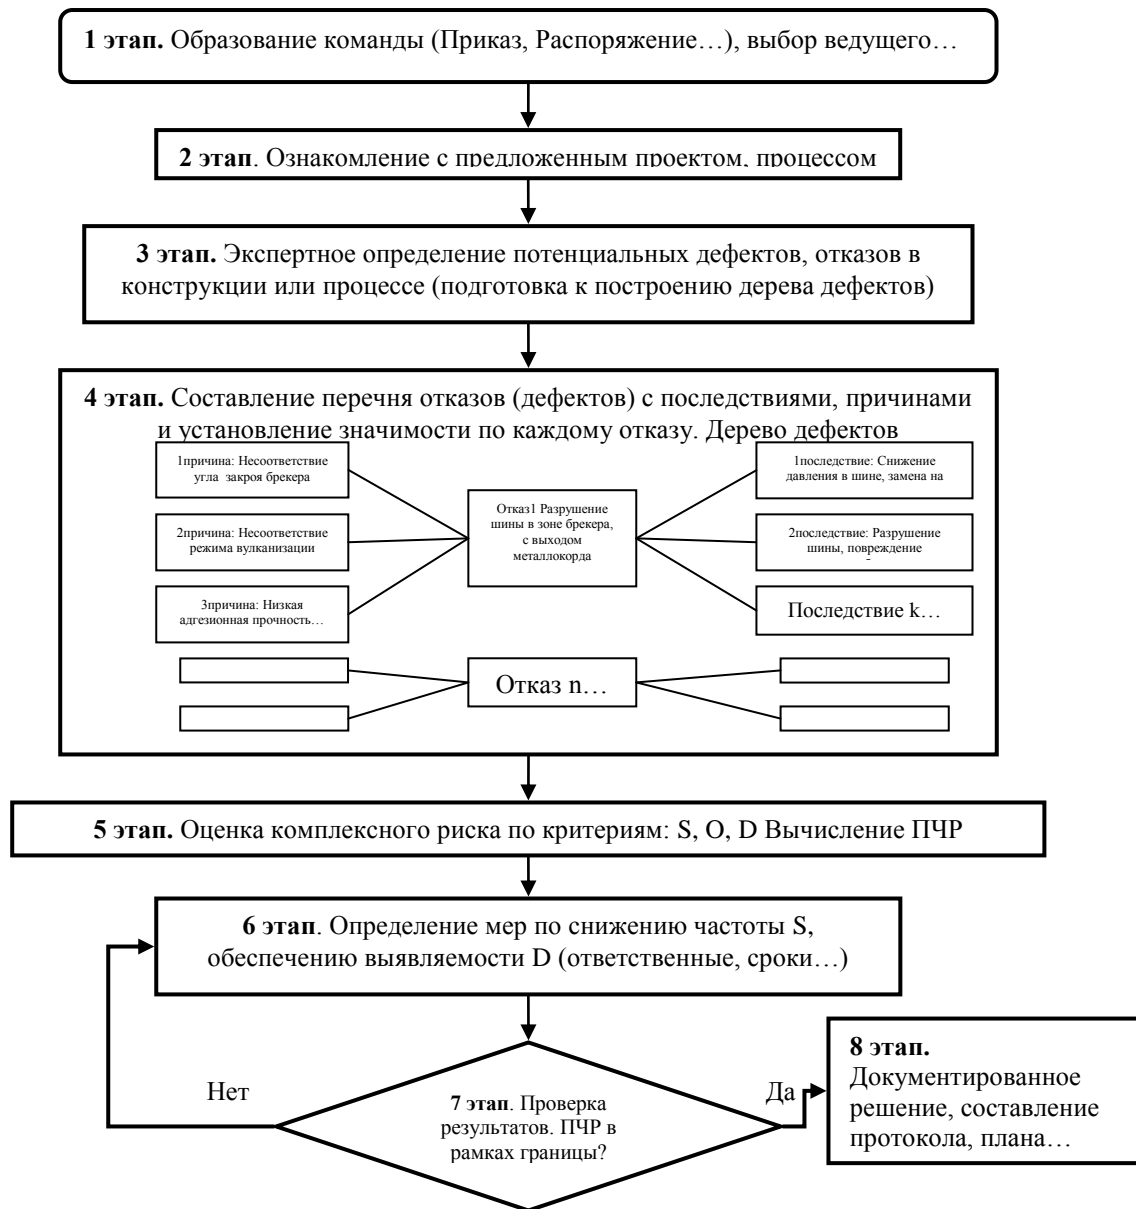 1 этап. Образование команды (Приказ, Распоряжение…), выбор ведущего…
2 этап. Ознакомление с предложенным проектом, процессом
3 этап. Экспертное определение потенциальных дефектов, отказов в
конструкции или процессе (подготовка к построению дерева дефектов)
4 этап. Составление перечня отказов (дефектов) с последствиями, причинами
и установление значимости по каждому отказу. Дерево дефектов
1причина: Несоответствие
угла закроя брекера
2причина: Несоответствие
режима вулканизации
3причина: Низкая
адгезионная прочность…
Отказ1 Разрушение
шины в зоне брекера,
с выходом
металлокорда
1последствие: Снижение
давления в шине, замена на
2последствие: Разрушение
шины, повреждение
Последствие k…
Отказ n…
5 этап. Оценка комплексного риска по критериям: S, O, D Вычисление ПЧР
6 этап. Определение мер по снижению частоты S,
обеспечению выявляемости D (ответственные, сроки…)
Нет
7 этап. Проверка
результатов. ПЧР в
рамках границы?
Да
8 этап.
Документированное
решение, составление
протокола, плана…